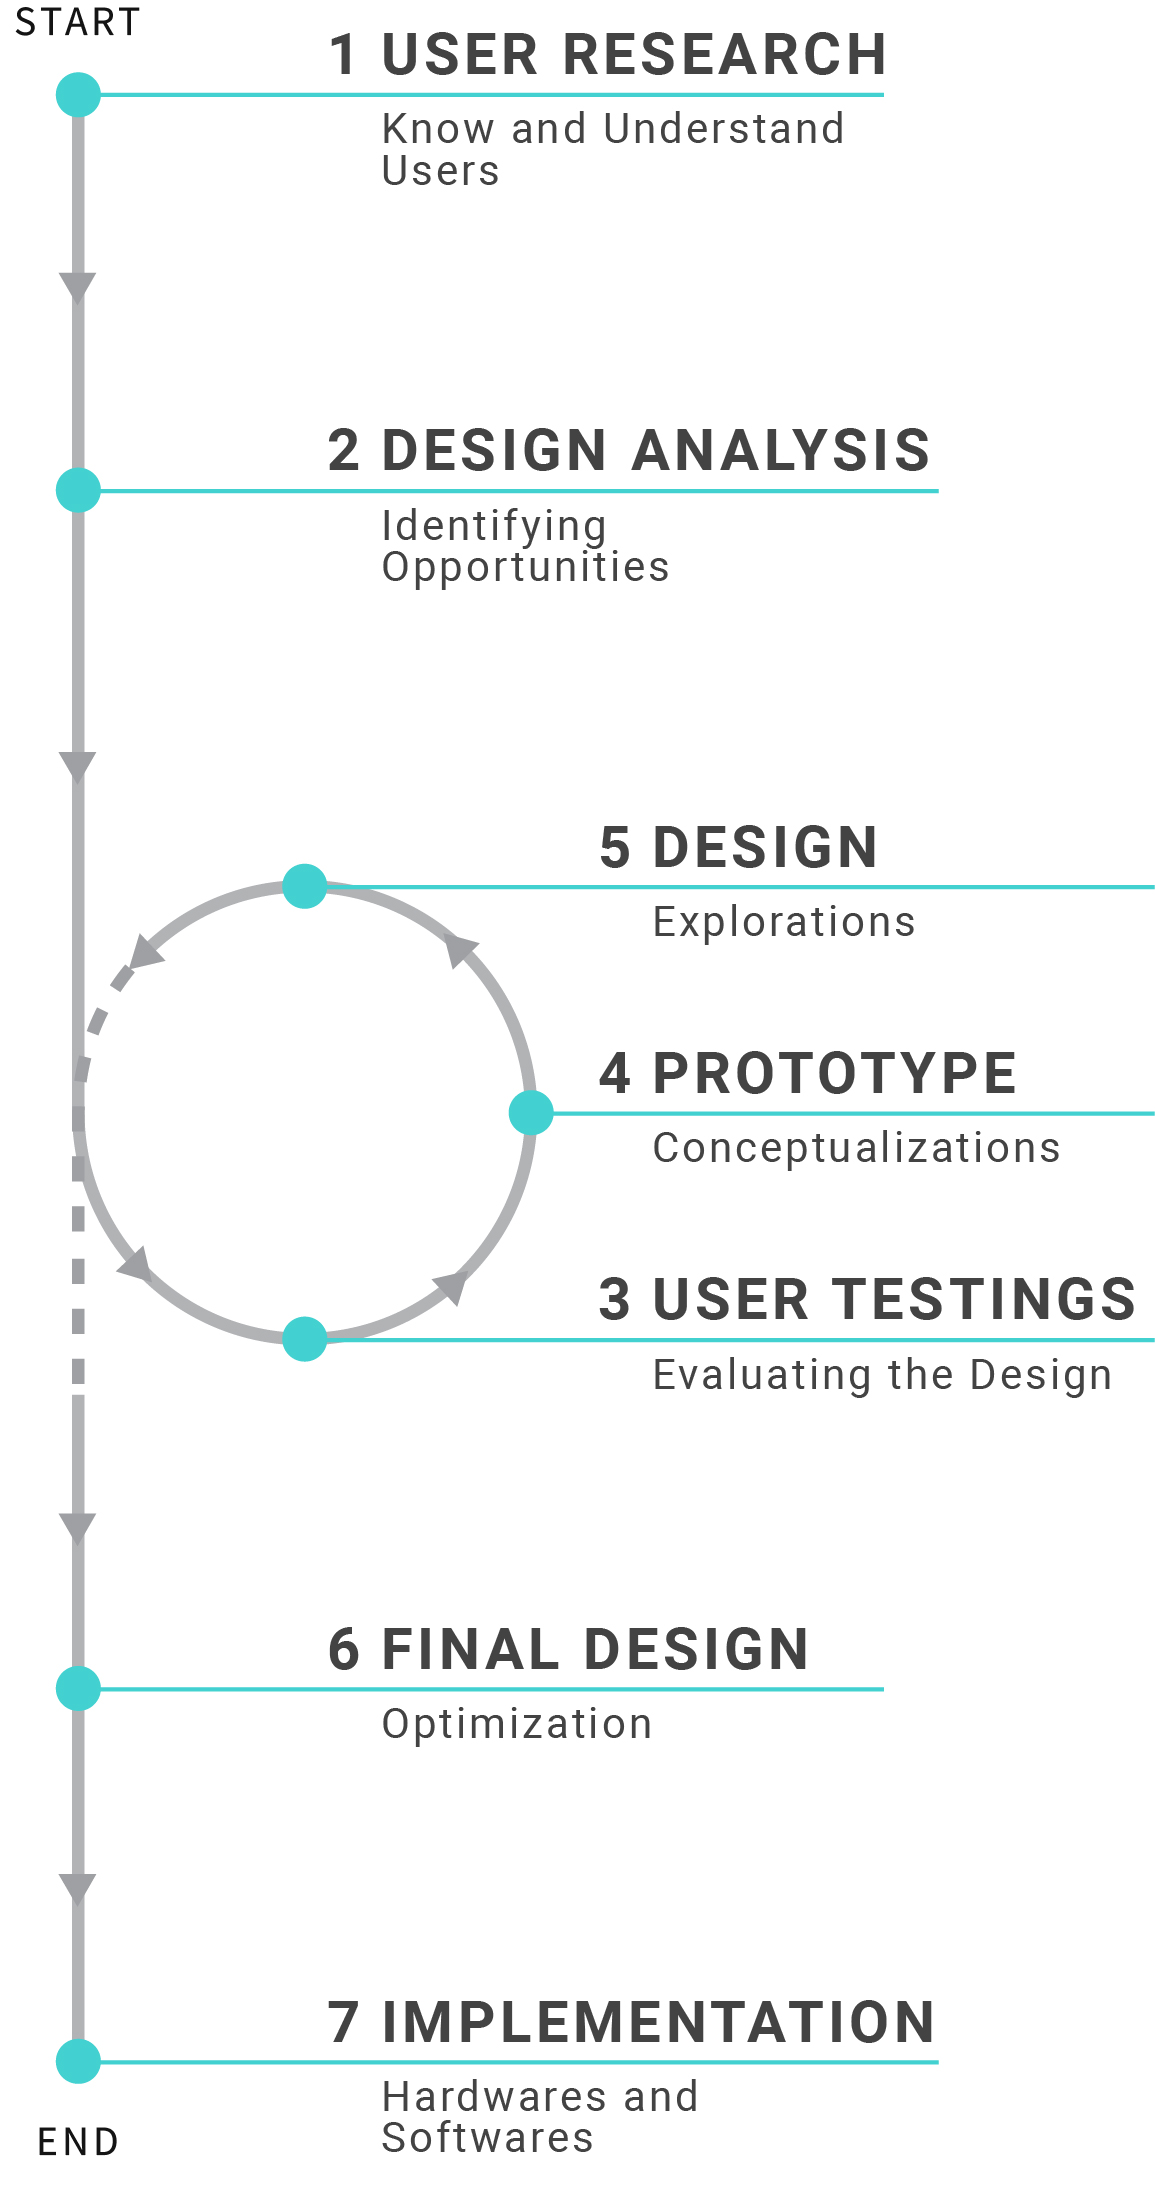 START
1 USER RESEARCH
Know and Understand
Users
2 DESIGN ANALYSIS
Identifying
Opportunities
5 DESIGN
Explorations
4 PROTOTYPE
Conceptualizations
3 USER TESTINGS
Evaluating the Design
6 FINAL DESIGN
Optimization
7 IMPLEMENTATION
Hardwares and
Softwares
END